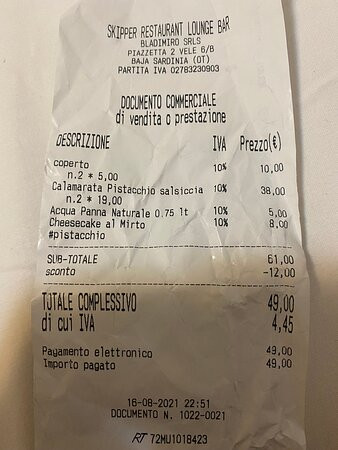 SKIPPER RESTAURANT LOUNGE BAR
BLADIMIRO SRLS
PIAZZETTA 2 VELE 6/B
BAJA SARDINIA (OT)
PARTITA IVA 02783230903
DOCUMENTO COMMERCIALE
di vendita o prestazione
DESCRIZIONE IVA Prezzo(€)
coperto 10% 10,00
n.2 * 5,00
Calamarata Pistacchio salsiccia 10% 38,00
n.2 * 19,00
Acqua Panna Naturale 0.75 lt 10% 5,00
Cheesecake al Mirto 10% 8,00
#pistacchio
SUB-TOTALE 61,00
sconto -12,00
TOTALE COMPLESSIVO 49,00
di cui IVA 4,45
Pagamento elettronico 49,00
Importo pagato 49,00
16-08-2021 22:51
DOCUMENTO N. 1022-0021
RT 72MU1018423